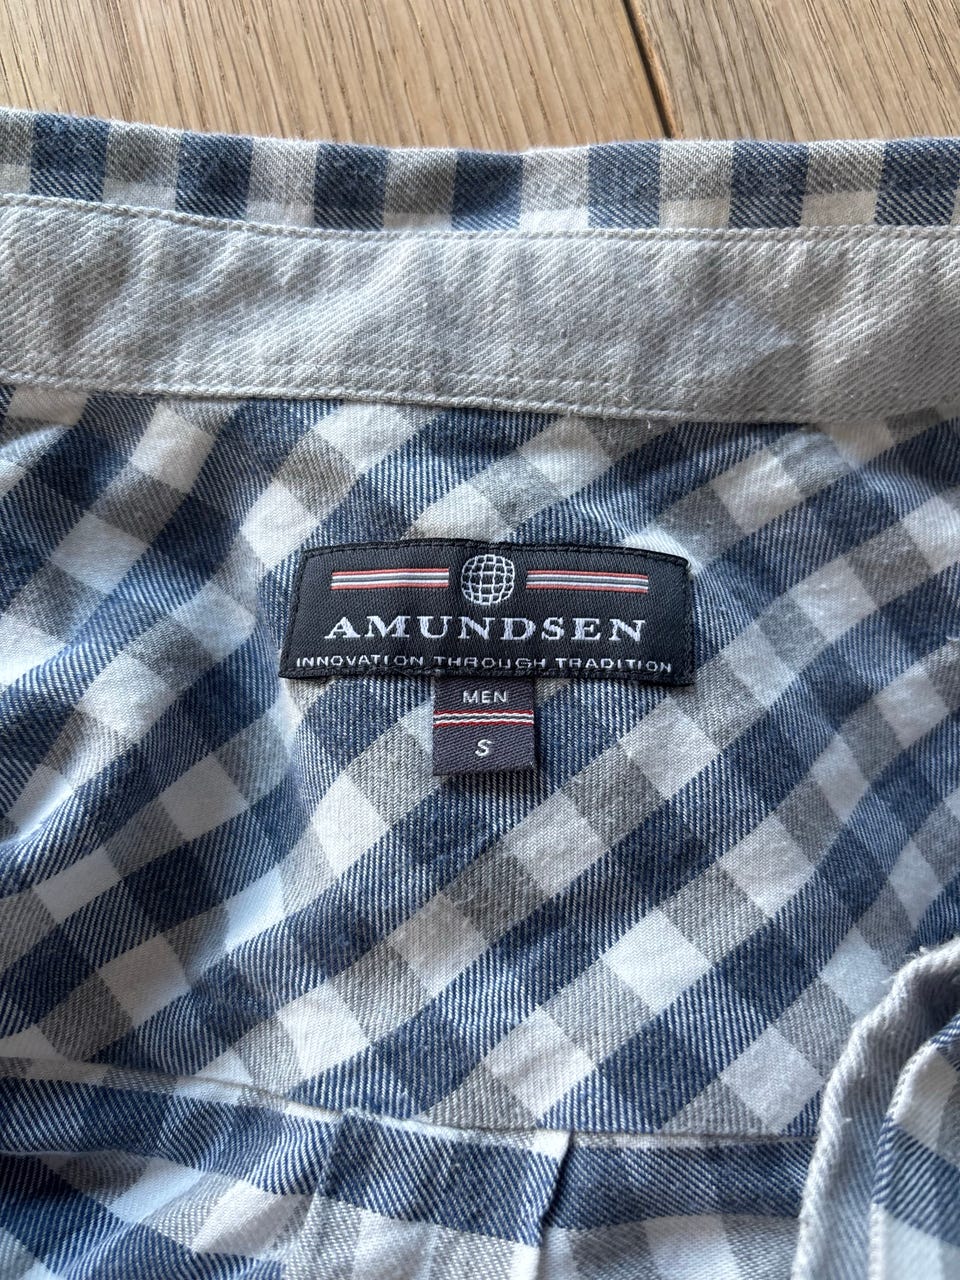 AMUNDSEN
INNOVATION THROUGH TRADITION
MEN
S